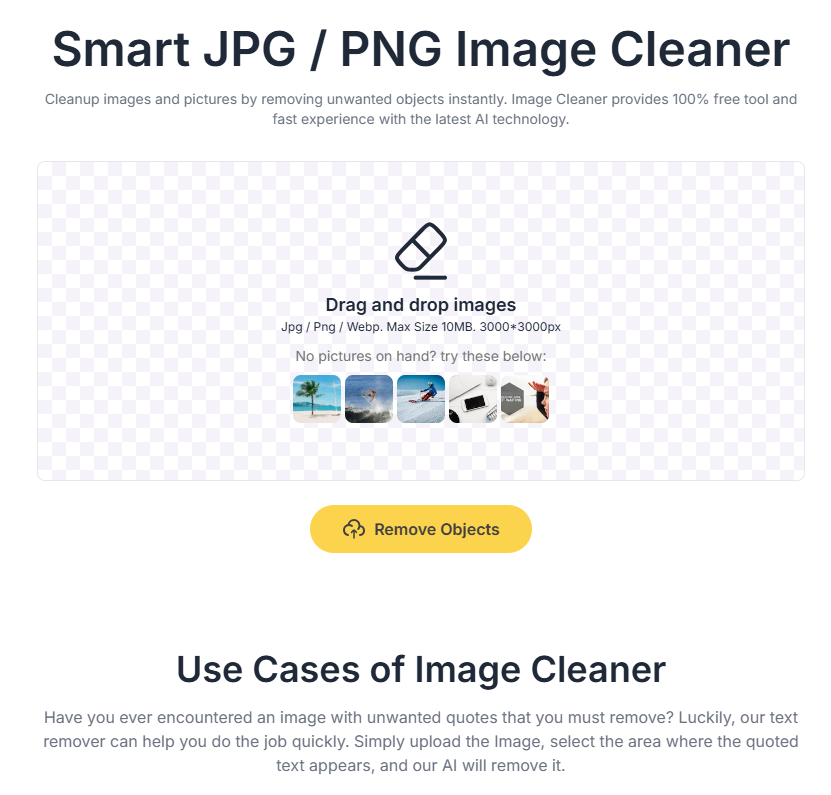 Smart JPG / PNG Image Cleaner
Cleanup images and pictures by removing unwanted objects instantly. Image Cleaner provides 100% free tool and
fast experience with the latest AI technology.
Drag and drop images
Jpg / Png / Webp. Max Size 10MB. 3000*3000px
No pictures on hand? try these below:
Remove Objects
Use Cases of Image Cleaner
Have you ever encountered an image with unwanted quotes that you must remove? Luckily, our text
remover can help you do the job quickly. Simply upload the Image, select the area where the quoted
text appears, and our AI will remove it.